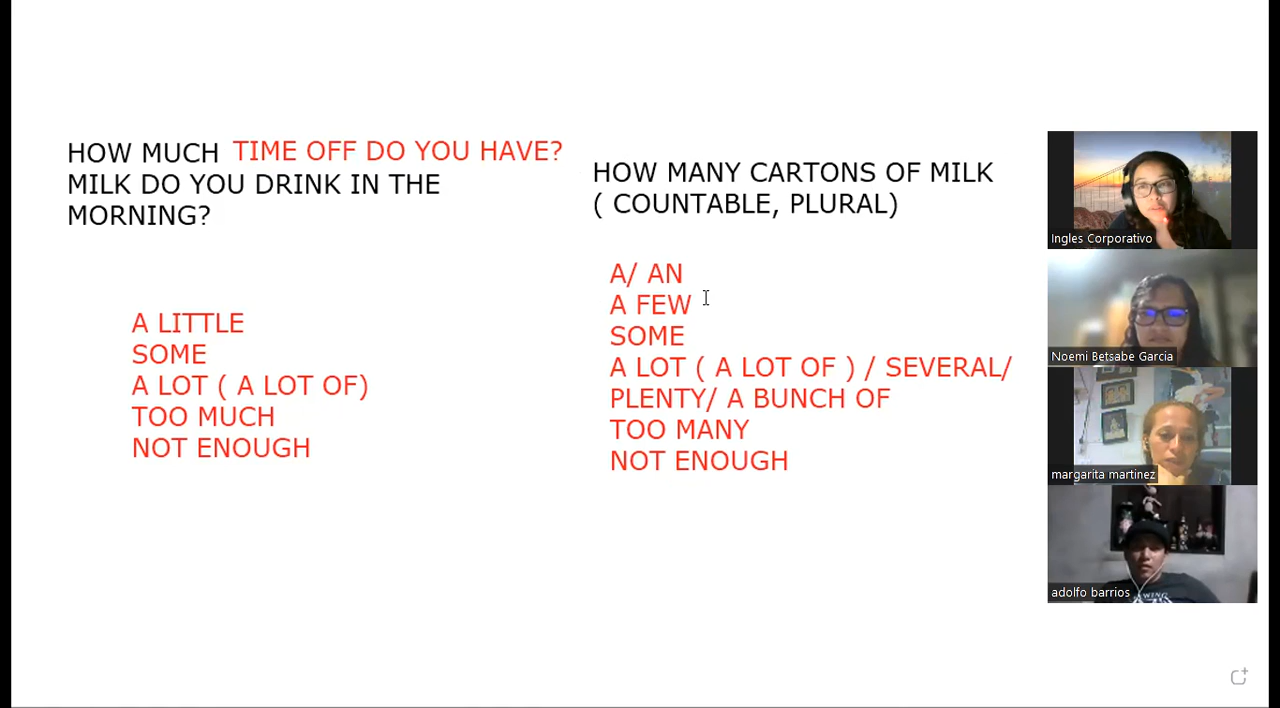 HOW MUCH TIME OFF DO YOU HAVE?
MILK DO YOU DRINK IN THE
MORNING?
A LITTLE
SOME
A LOT ( A LOT OF)
TOO MUCH
NOT ENOUGH
HOW MANY CARTONS OF MILK
( COUNTABLE, PLURAL)
A/ AN
A FEW
SOME
A LOT ( A LOT OF ) / SEVERAL/
PLENTY/ A BUNCH OF
TOO MANY
NOT ENOUGH
Ingles Corporativo
Noemi Betsabe Garcia
margarita martinez
adolfo barrios